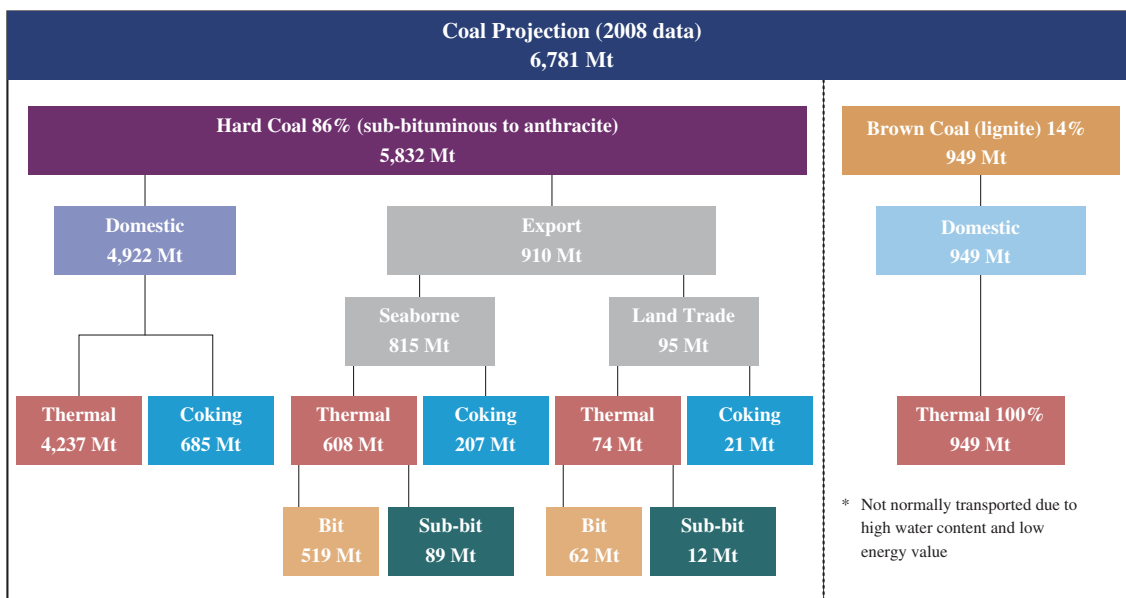 Coal Projection (2008 data)
6,781 Mt
Hard Coal 86% (sub-bituminous to anthracite)
5,832 Mt
Brown Coal (lignite) 14%
949 Mt
Domestic
4,922 Mt
Export
910 Mt
Domestic
949 Mt
Seaborne
815 Mt
Land Trade
95 Mt
Thermal
4,237 Mt
Coking
685 Mt
Thermal
608 Mt
Coking
207 Mt
Thermal
74 Mt
Coking
21 Mt
Thermal 100%
949 Mt
Bit
519 Mt
Sub-bit
89 Mt
Bit
62 Mt
Sub-bit
12 Mt
* Not normally transported due to
high water content and low
energy value